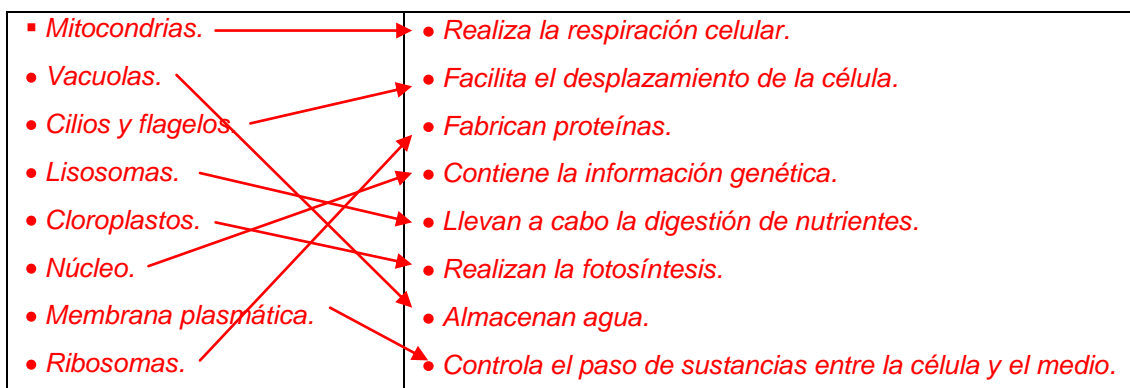 ▪ Mitocondrias.
● Vacuolas.
● Cilios y flagelos.
● Lisosomas.
● Cloroplastos.
● Núcleo.
● Membrana plasmática.
● Ribosomas.
● Realiza la respiración celular.
● Facilita el desplazamiento de la célula.
● Fabrican proteínas.
● Contiene la información genética.
● Llevan a cabo la digestión de nutrientes.
● Realizan la fotosíntesis.
● Almacenan agua.
● Controla el paso de sustancias entre la célula y el medio.